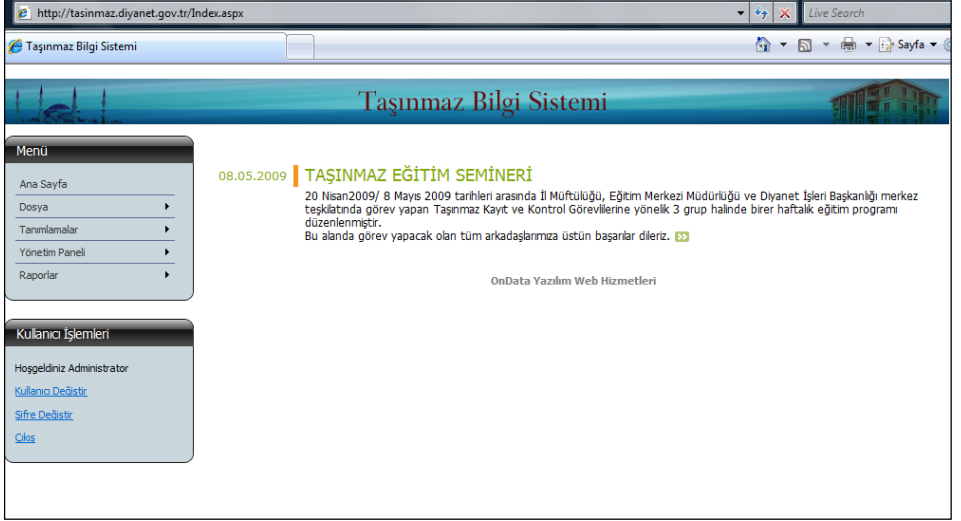 http://tasinmaz.diyanet.gov.tr/Index.aspx
Live Search
Taşınmaz Bilgi Sistemi
Sayfa
Taşınmaz Bilgi Sistemi
Menü
Ana Sayfa
Dosya
Tanımlamalar
Yönetim Paneli
Raporlar
08.05.2009
TAŞINMAZ EĞİTİM SEMİNERİ
20 Nisan2009/ 8 Mayıs 2009 tarihleri arasında İl Müftülüğü, Eğitim Merkezi Müdürlüğü ve Diyanet İşleri Başkanlığı merkez
teşkilatında görev yapan Taşınmaz Kayıt ve Kontrol Görevlilerine yönelik 3 grup halinde birer haftalık eğitim programı
düzenlenmiştir.
Bu alanda görev yapacak olan tüm arkadaşlarımıza üstün başarılar dileriz.
OnData Yazılım Web Hizmetleri
Kullanıcı İşlemleri
Hoşgeldiniz Administrator
Kullanıcı Değiştir
Şifre Değiştir
Çıkış